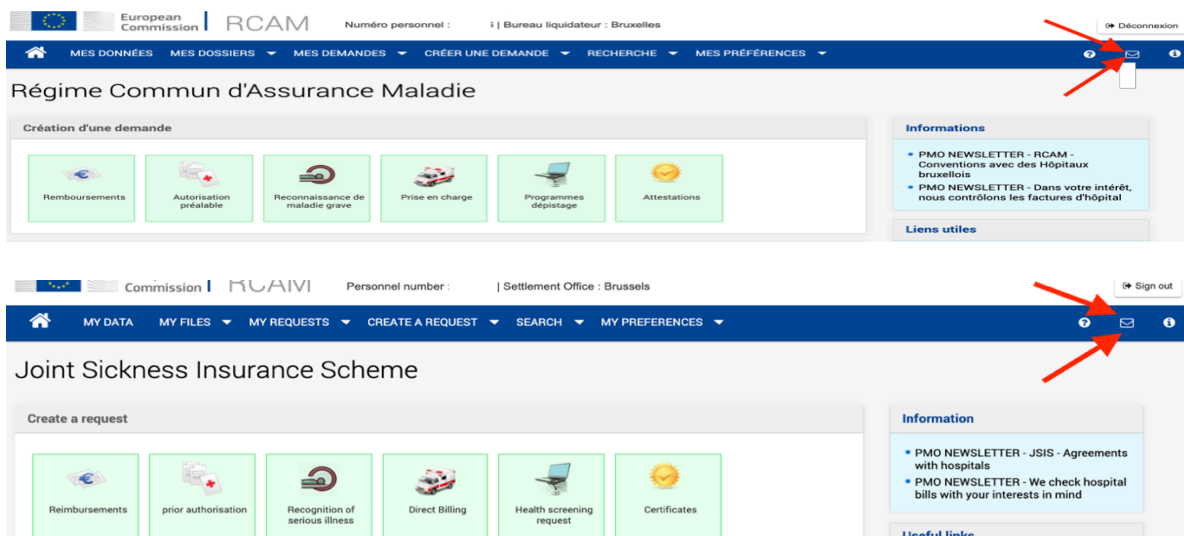 European
Commission RCAM Numéro personnel : | Bureau liquidateur : Bruxelles Déconnexion
MES DONNÉES MES DOSSIERS MES DEMANDES CRÉER UNE DEMANDE RECHERCHE MES PRÉFÉRENCES
Régime Commun d'Assurance Maladie
Création d'une demande
Remboursements
Autorisation
préalable
Reconnaissance de
maladie grave
Prise en charge
Programmes
dépistage
Attestations
Informations
• PMO NEWSLETTER - RCAM -
Conventions avec des Hôpitaux
bruxellois
• PMO NEWSLETTER - Dans votre intérêt,
nous contrôlons les factures d'hôpital
Liens utiles
Commission RCAM Personnel number : | Settlement Office : Brussels Sign out
MY DATA MY FILES MY REQUESTS CREATE A REQUEST SEARCH MY PREFERENCES
Joint Sickness Insurance Scheme
Create a request
Reimbursements
prior authorisation
Recognition of
serious illness
Direct Billing
Health screening
request
Certificates
Information
• PMO NEWSLETTER - JSIS - Agreements
with hospitals
• PMO NEWSLETTER - We check hospital
bills with your interests in mind
Useful links